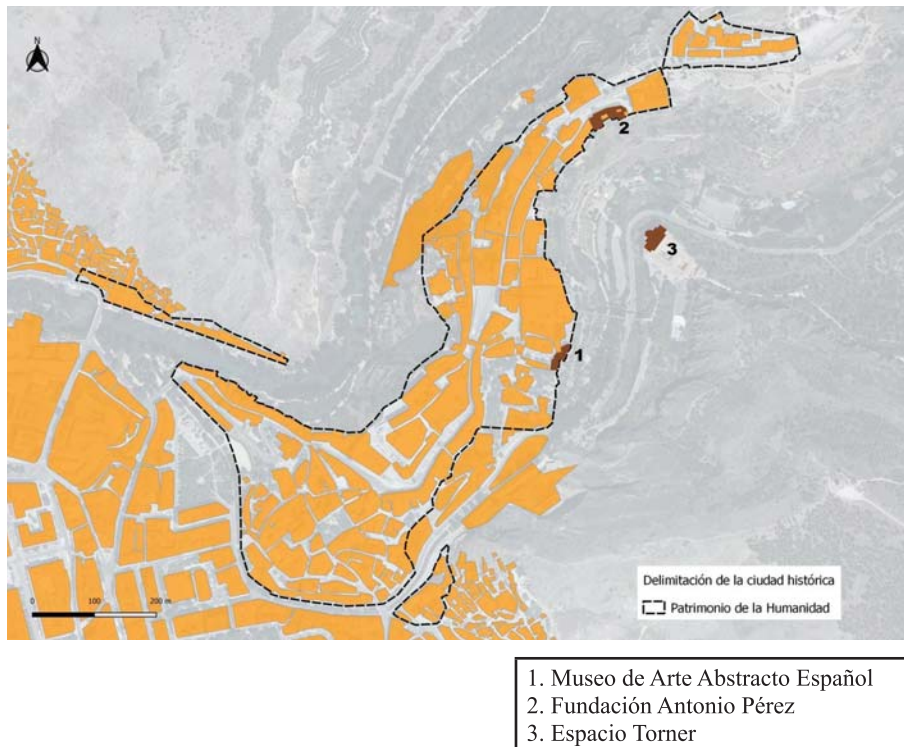 N
2
3
1
0 100 200 m
Delimitación de la ciudad histórica
Patrimonio de la Humanidad
1. Museo de Arte Abstracto Español
2. Fundación Antonio Pérez
3. Espacio Torner